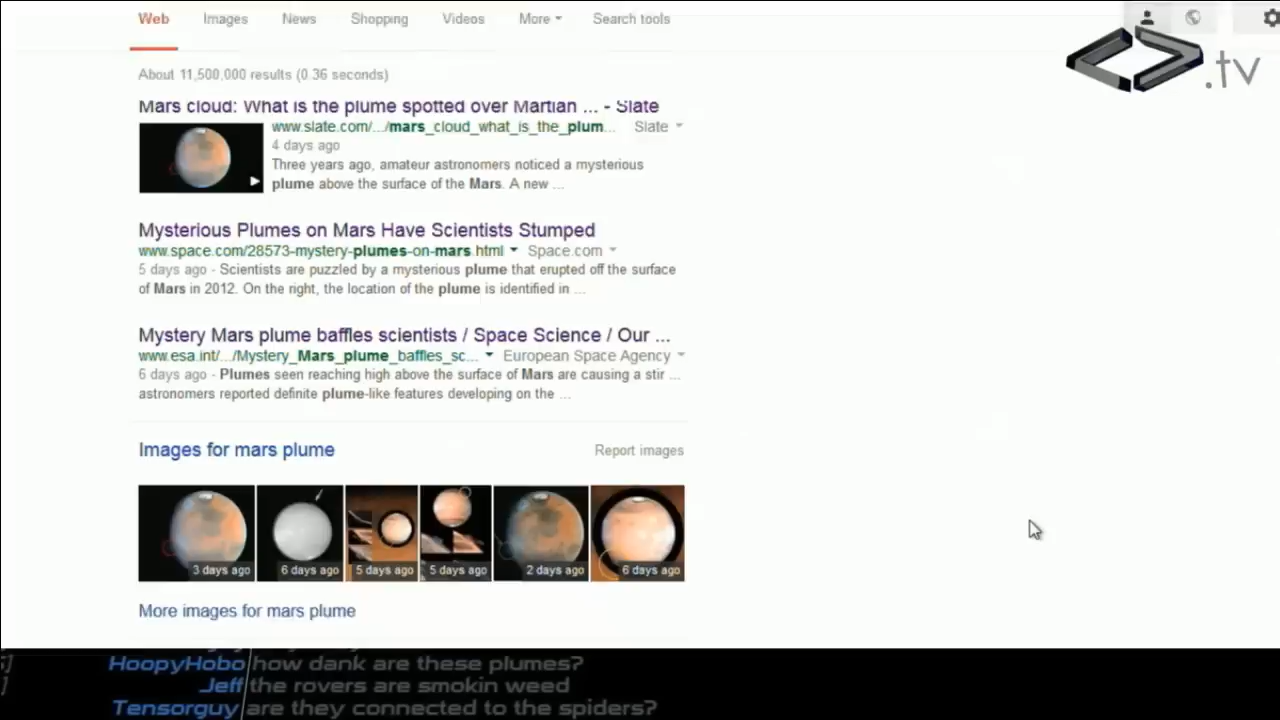 Web Images News Shopping Videos More Search tools
.tv
About 11,500,000 results (0.36 seconds)
Mars cloud: What is the plume spotted over Martian ... - Slate
www.slate.com/.../mars_cloud_what_is_the_plum... Slate
4 days ago
Three years ago, amateur astronomers noticed a mysterious
plume above the surface of the Mars. A new ...
Mysterious Plumes on Mars Have Scientists Stumped
www.space.com/28573-mystery-plumes-on-mars.html Space.com
5 days ago - Scientists are puzzled by a mysterious plume that erupted off the surface
of Mars in 2012. On the right, the location of the plume is identified in ...
Mystery Mars plume baffles scientists / Space Science / Our ...
www.esa.int/.../Mystery_Mars_plume_baffles_sc... European Space Agency
6 days ago - Plumes seen reaching high above the surface of Mars are causing a stir ...
astronomers reported definite plume-like features developing on the ...
Images for mars plume Report images
3 days ago 6 days ago 5 days ago 5 days ago 2 days ago 6 days ago
More images for mars plume
HoopyHobo how dank are these plumes?
Jeff the rovers are smokin weed
Tensorguy are they connected to the spiders?